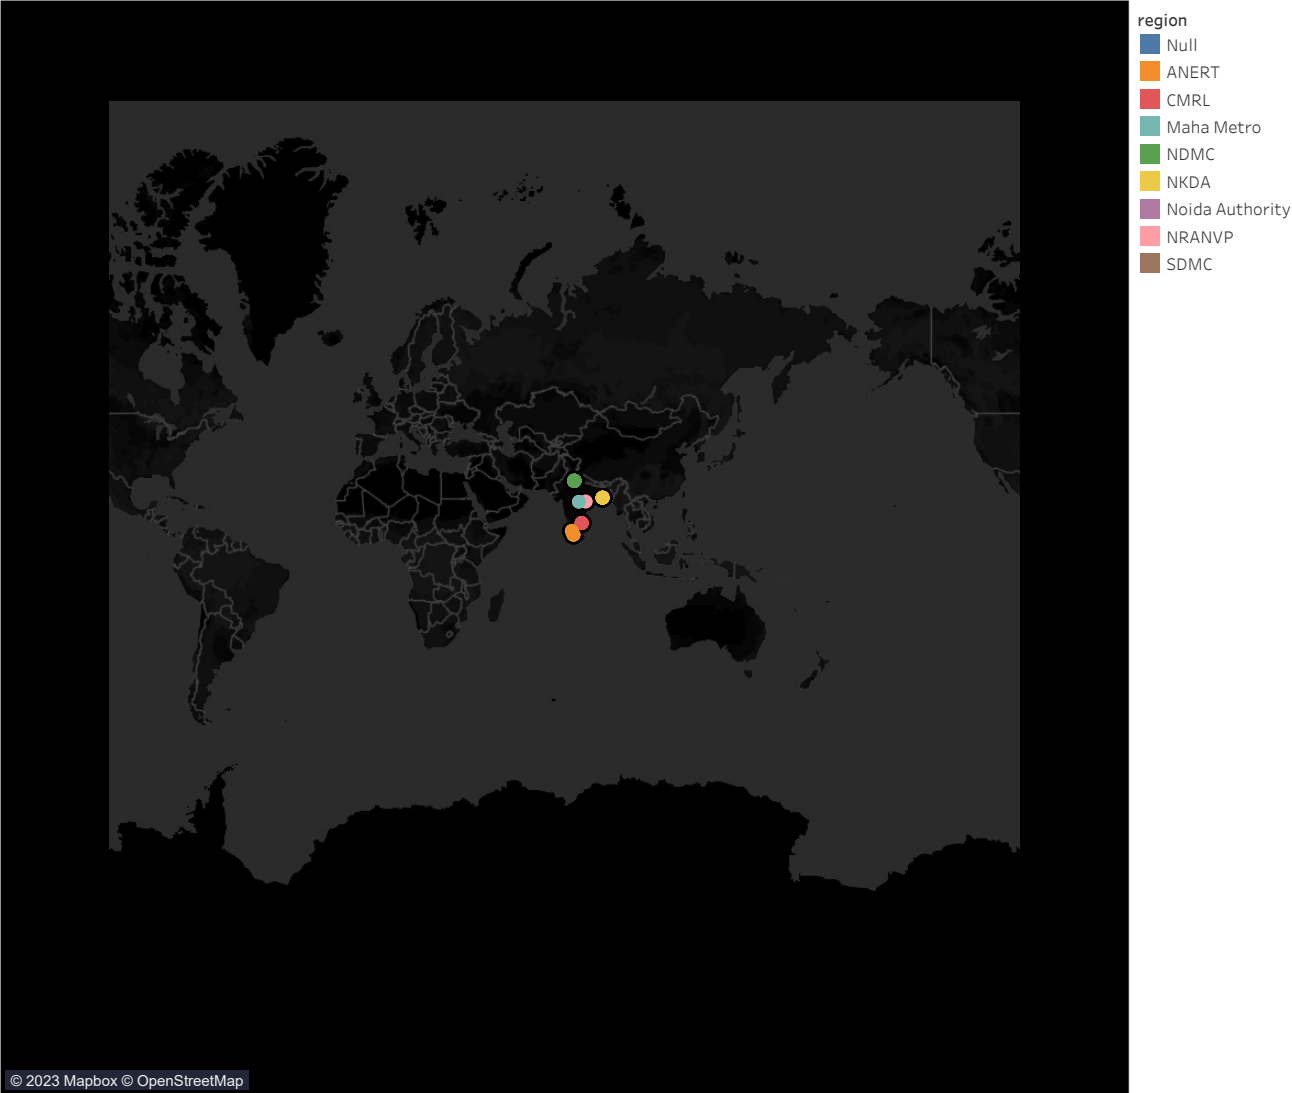 region
Null
ANERT
CMRL
Maha Metro
NDMC
NKDA
Noida Authority
NRANVP
SDMC
© 2023 Mapbox © OpenStreetMap